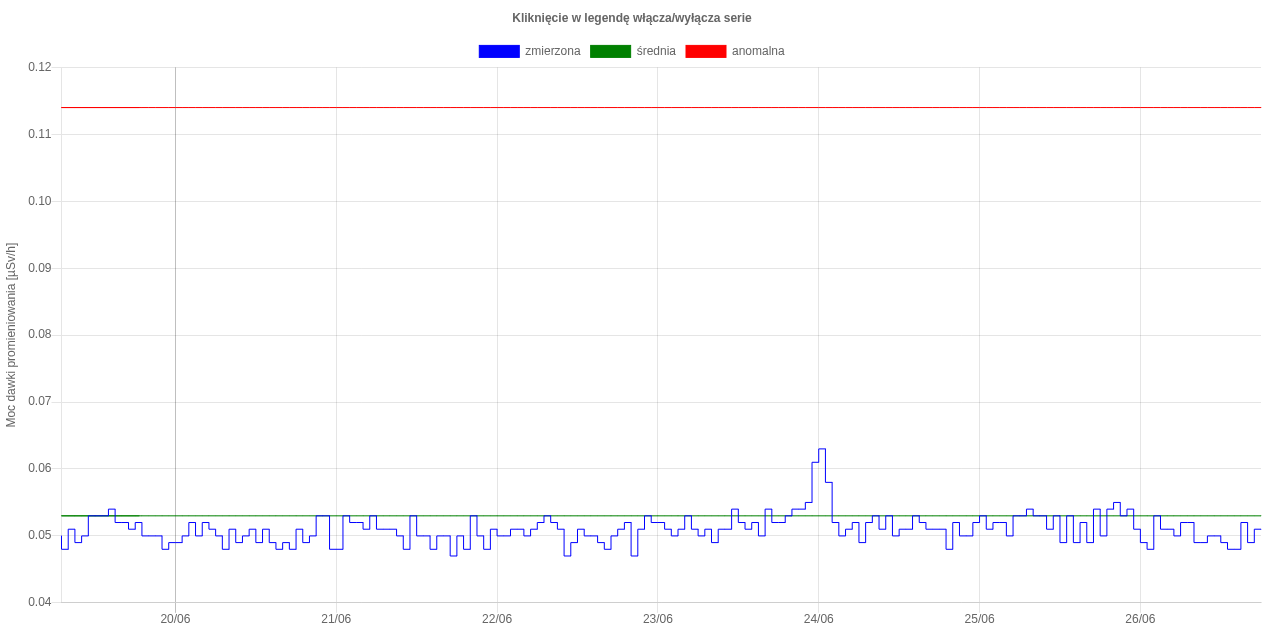 Kliknięcie w legendę włącza/wyłącza serie
zmierzona średnia anomalna
0.12
0.11
0.10
0.09
0.08
0.07
0.06
0.05
0.04
Moc dawki promieniowania [µSv/h]
20/06 21/06 22/06 23/06 24/06 25/06 26/06